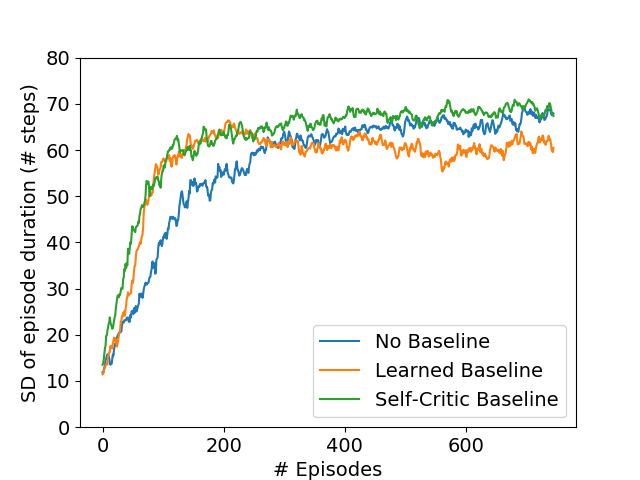 80
70
60
50
40
30
20
10
0
SD of episode duration (# steps)
No Baseline
Learned Baseline
Self-Critic Baseline
0 200 400 600
# Episodes